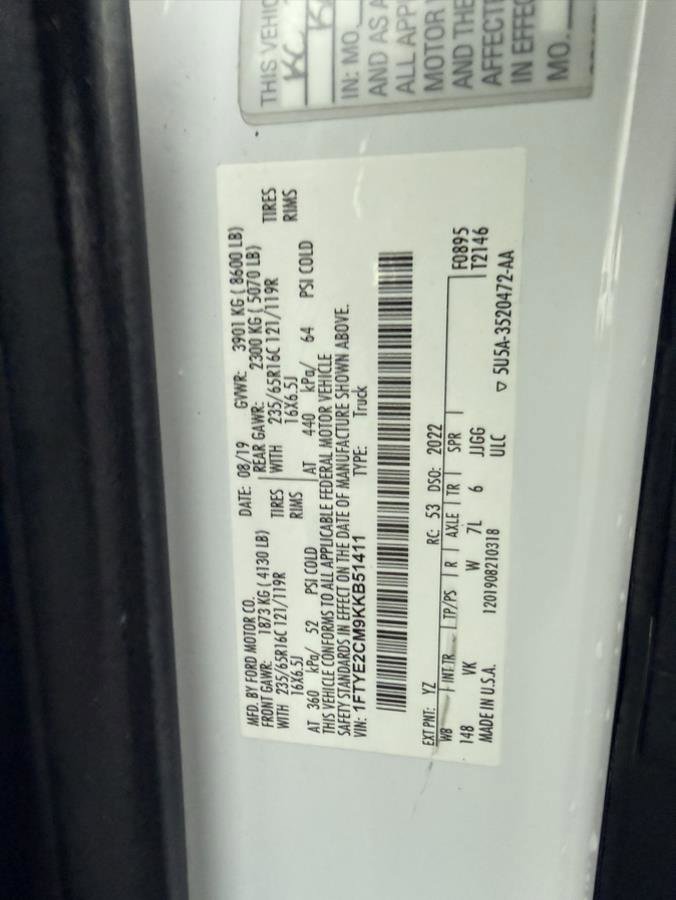 THIS VEHIC
KC
IN: MO.
AND AS A
ALL APP
MOTOR V
AND THE
AFFECT
IN EFFEC
MO.
MFD. BY FORD MOTOR CO.
DATE: 08/19 GVWR: 3901 KG ( 8600 LB)
FRONT GAWR: 1873 KG ( 4130 LB) REAR GAWR: 2300 KG ( 5070 LB)
WITH 235/65R16C 121/119R TIRES WITH 235/65R16C 121/119R TIRES
16X6.5J RIMS 16X6.5J RIMS
AT 360 kPa/ 52 PSI COLD AT 440 kPa/ 64 PSI COLD
THIS VEHICLE CONFORMS TO ALL APPLICABLE FEDERAL MOTOR VEHICLE
SAFETY STANDARDS IN EFFECT ON THE DATE OF MANUFACTURE SHOWN ABOVE.
VIN: 1FTYE2CM9KKB51411 TYPE: Truck
EXT PNT: YZ RC: 53 DSO: 2022
WB INT TR TP/PS R AXLE TR SPR F0895
148 VK W 7L 6 JJGG T2146
MADE IN U.S.A. 1201908210318 ULC ▽ 5U5A-3520472-AA